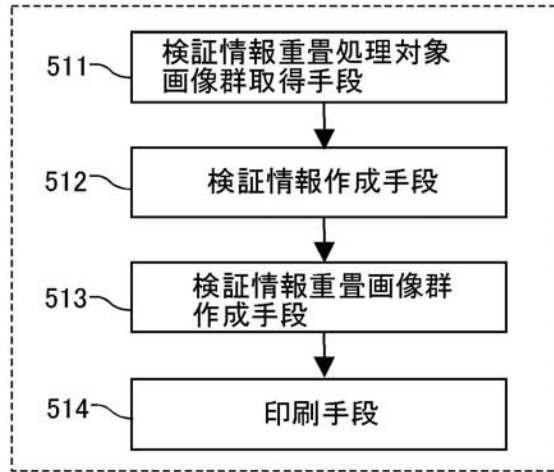 511
検証情報重畳処理対象
画像群取得手段
512
検証情報作成手段
513
検証情報重畳画像群
作成手段
514
印刷手段